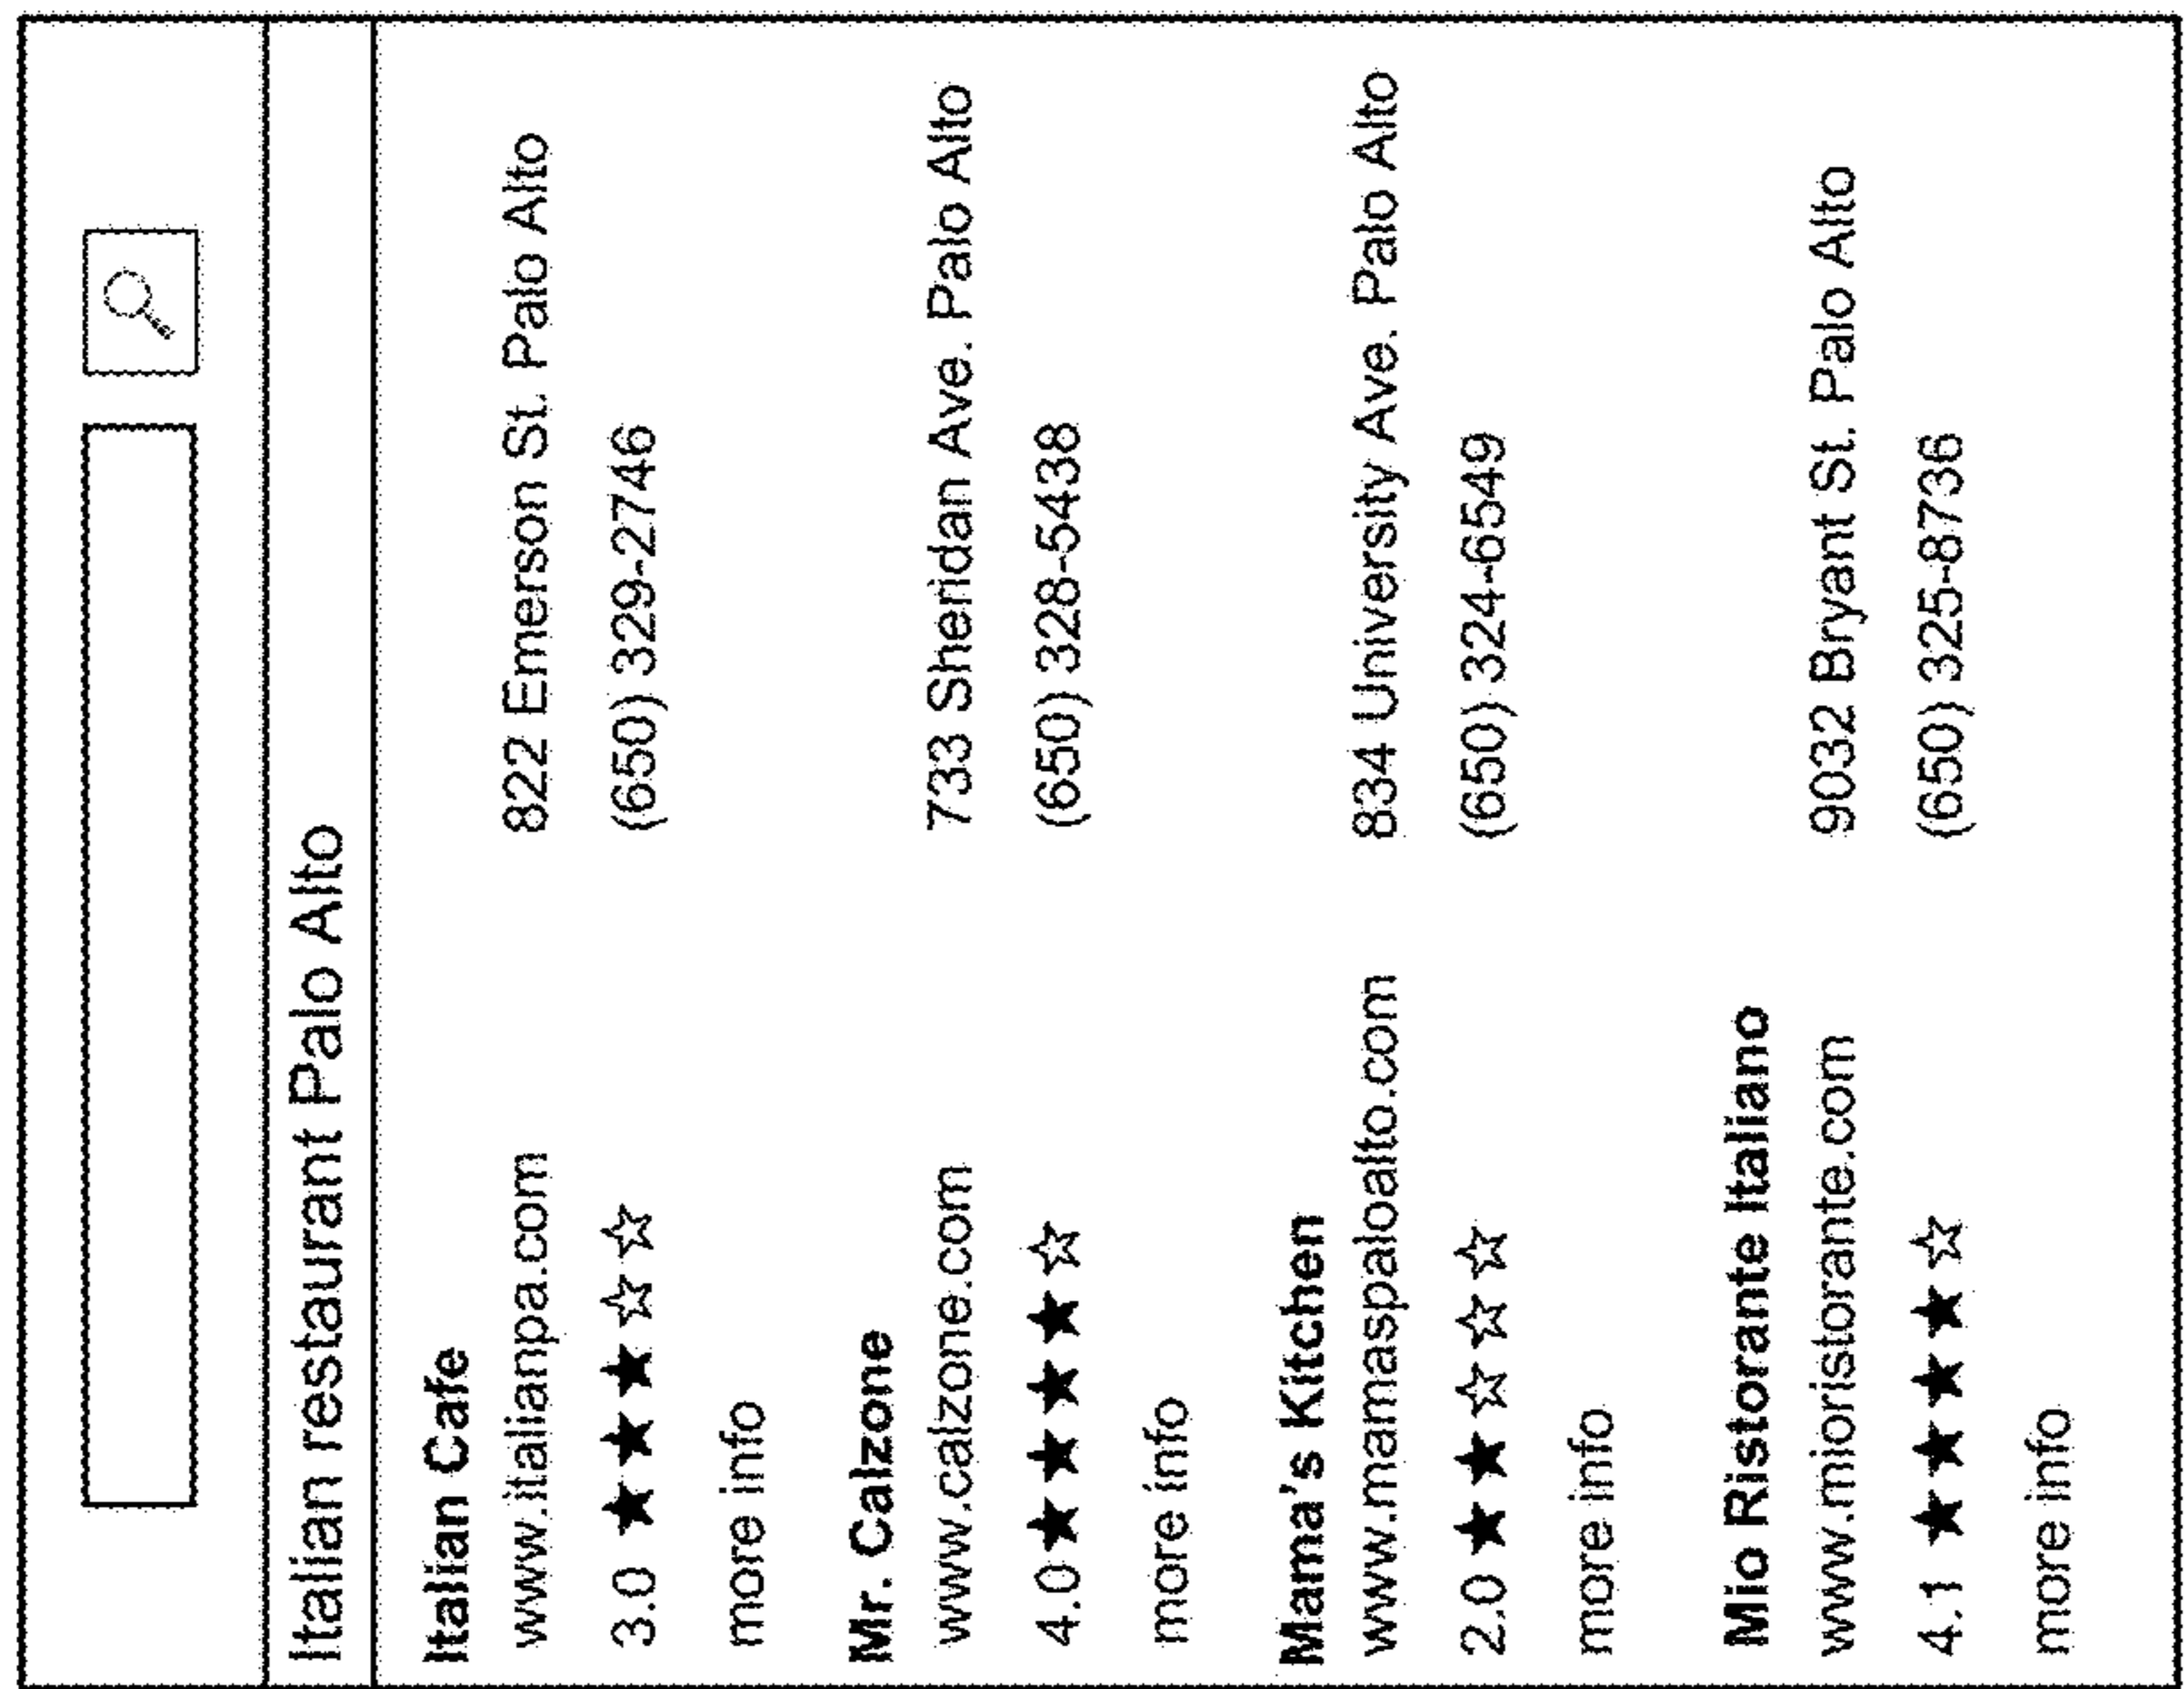 Italian restaurant Palo Alto
Italian Cafe
www.italianpa.com 822 Emerson St. Palo Alto
3.0 ★★★☆☆ (650) 329-2746
more info
Mr. Calzone
www.calzone.com 733 Sheridan Ave. Palo Alto
4.0 ★★★★☆ (650) 328-5438
more info
Mama's Kitchen
www.mamaspaloalto.com 834 University Ave. Palo Alto
2.0 ★★☆☆☆ (650) 324-6549
more info
Mio Ristorante Italiano
www.mioristorante.com 9032 Bryant St. Palo Alto
4.1 ★★★★☆ (650) 325-8736
more info